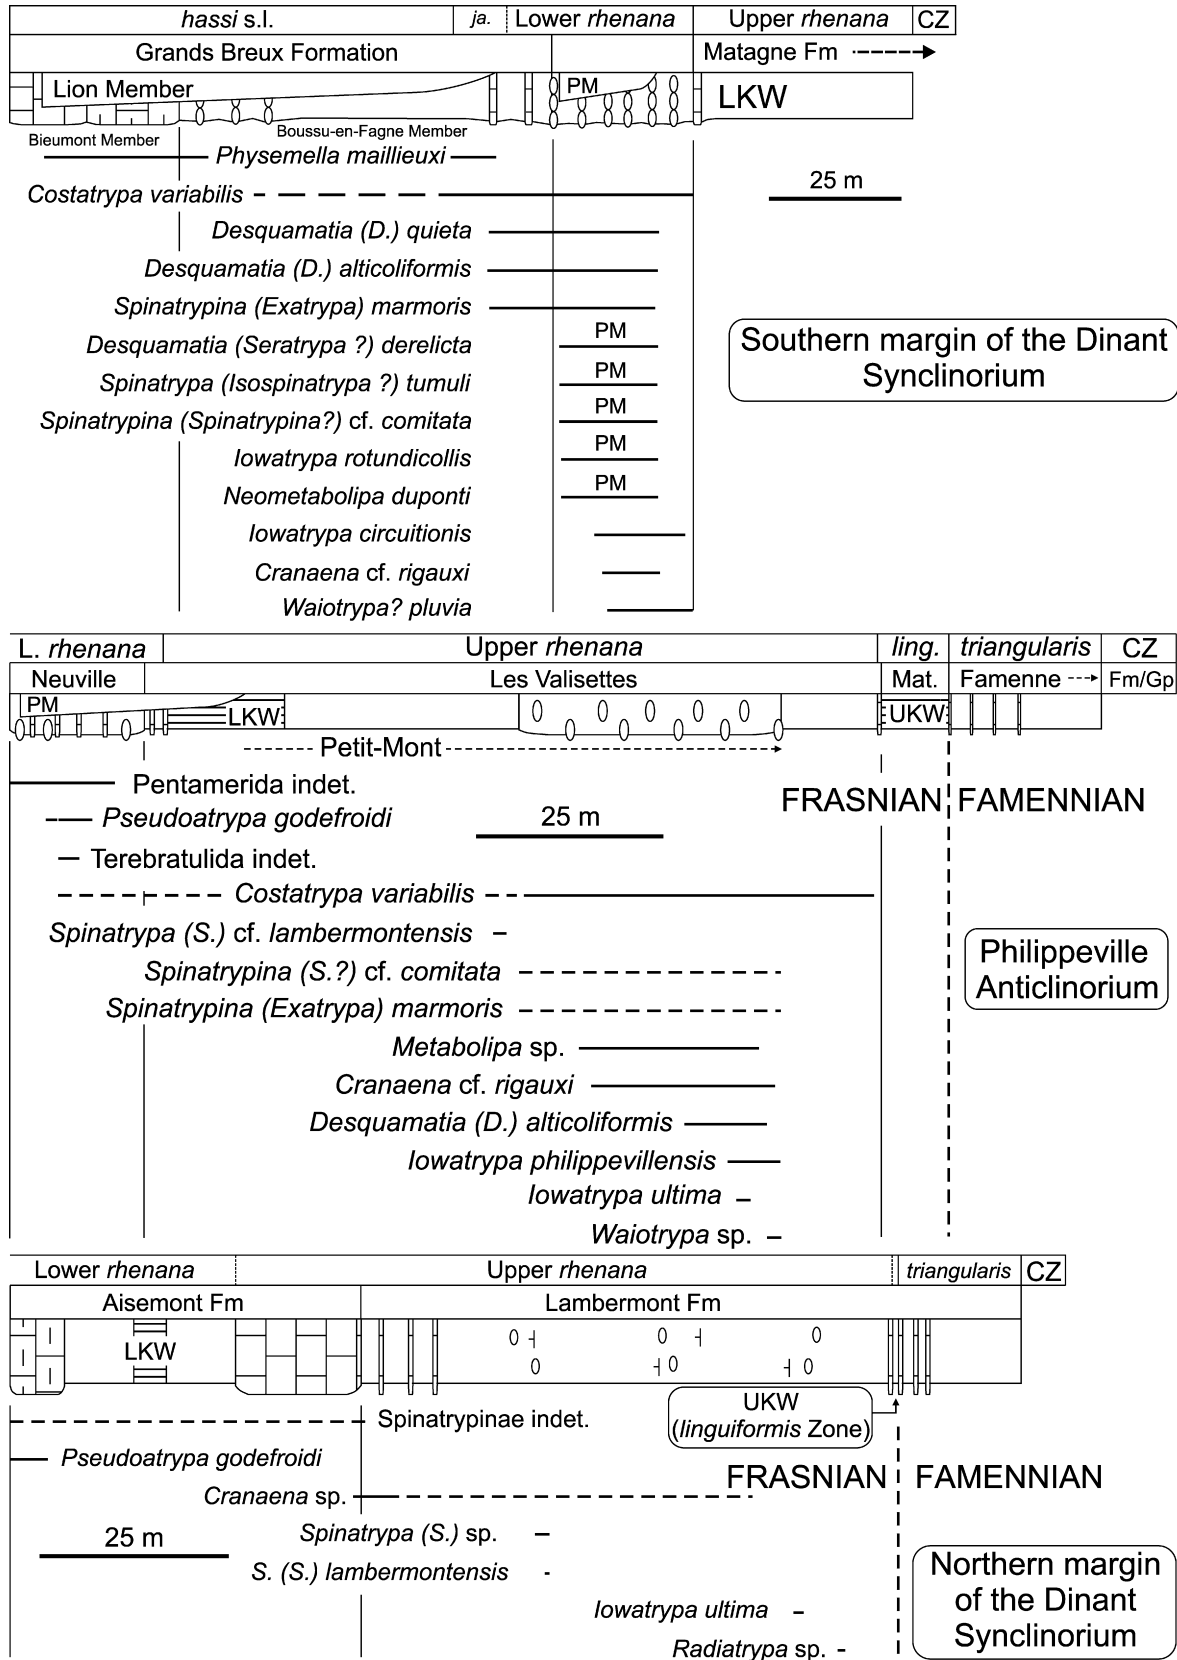 hassi s.l. ja. Lower rhenana Upper rhenana CZ
Grands Breux Formation Matagne Fm
Lion Member PM LKW
Bieumont Member Boussu-en-Fagne Member
Physemella maillieuxi
Costatrypa variabilis
25 m
Desquamatia (D.) quieta
Desquamatia (D.) alticoliformis
Spinatrypina (Exatrypa) marmoris
Desquamatia (Seratrypa ?) derelicta PM
Spinatrypa (Isospinatrypa ?) tumuli PM
Spinatrypina (Spinatrypina?) cf. comitata PM
Iowatrypa rotundicollis PM
Neometabolipa duponti PM
Iowatrypa circuitionis
Cranaena cf. rigauxi
Waiotrypa? pluvia
Southern margin of the Dinant
Synclinorium
L. rhenana Upper rhenana ling. triangularis CZ
Neuville Les Valisettes Mat. Famenne Fm/Gp
PM LKW UKW
Petit-Mont
Pentamerida indet.
FRASNIAN FAMENNIAN
Pseudoatrypa godefroidi
25 m
Terebratulida indet.
Costatrypa variabilis
Spinatrypa (S.) cf. lambermontensis
Spinatrypina (S.?) cf. comitata
Spinatrypina (Exatrypa) marmoris
Metabolipa sp.
Cranaena cf. rigauxi
Desquamatia (D.) alticoliformis
Iowatrypa philippevillensis
Iowatrypa ultima
Waiotrypa sp.
Philippeville
Anticlinorium
Lower rhenana Upper rhenana triangularis CZ
Aisemont Fm Lambermont Fm
LKW
UKW
(linguiformis Zone)
Spinatrypinae indet.
Pseudoatrypa godefroidi
FRASNIAN FAMENNIAN
Cranaena sp.
25 m
Spinatrypa (S.) sp.
S. (S.) lambermontensis
Iowatrypa ultima
Radiatrypa sp.
Northern margin
of the Dinant
Synclinorium